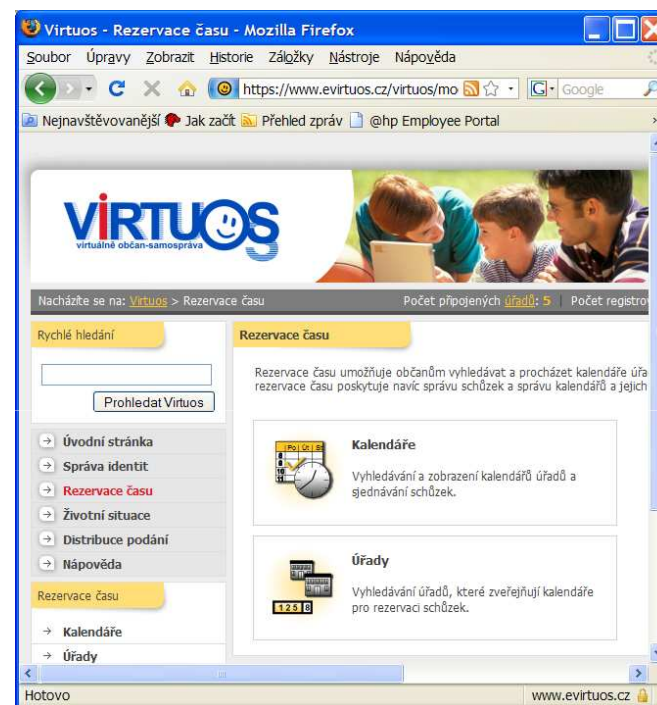 Virtuos - Rezervace času - Mozilla Firefox
Soubor Úpravy Zobrazit Historie Záložky Nástroje Nápověda
https://www.evirtuos.cz/virtuos/mo G Google
Nejnavštěvovanější Jak začít Přehled zpráv @hp Employee Portal
VIRTUOS
virtuálně občan-samospráva
Nacházíte se na: Virtuos > Rezervace času Počet připojených úřadů: 5 | Počet registrov
Rychlé hledání
Prohledat Virtuos
Úvodní stránka
Správa identit
Rezervace času
Životní situace
Distribuce podání
Nápověda
Rezervace času
Kalendáře
Úřady
Rezervace času
Rezervace času umožňuje občanům vyhledávat a procházet kalendáře úřa
rezervace času poskytuje navíc správu schůzek a správu kalendářů a jejich
Kalendáře
Vyhledávání a zobrazení kalendářů úřadů a
sjednávání schůzek.
Úřady
Vyhledávání úřadů, které zveřejňují kalendáře
pro rezervaci schůzek.
Hotovo www.evirtuos.cz